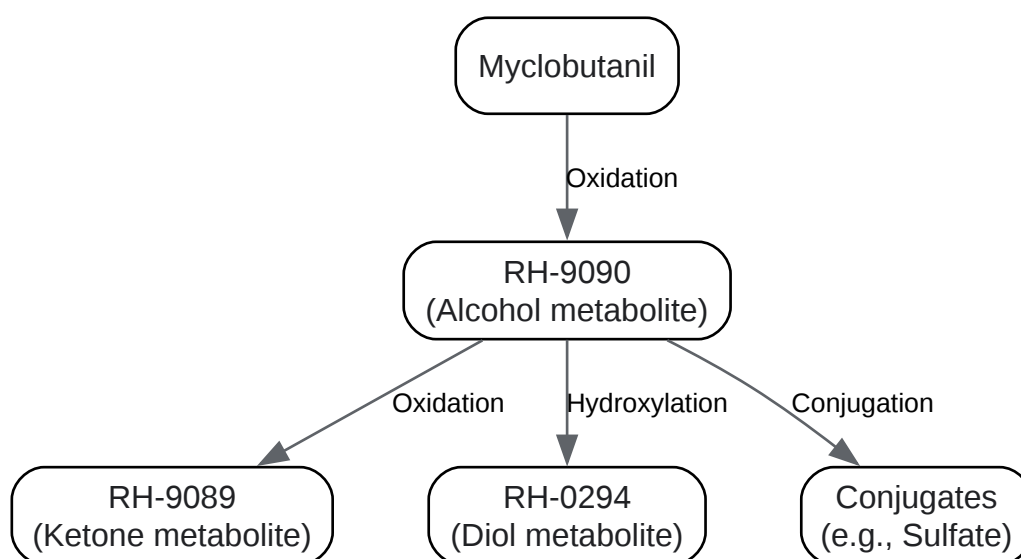 Myclobutanil
Oxidation
RH-9090
(Alcohol metabolite)
Oxidation
Hydroxylation
Conjugation
RH-9089
(Ketone metabolite)
RH-0294
(Diol metabolite)
Conjugates
(e.g., Sulfate)